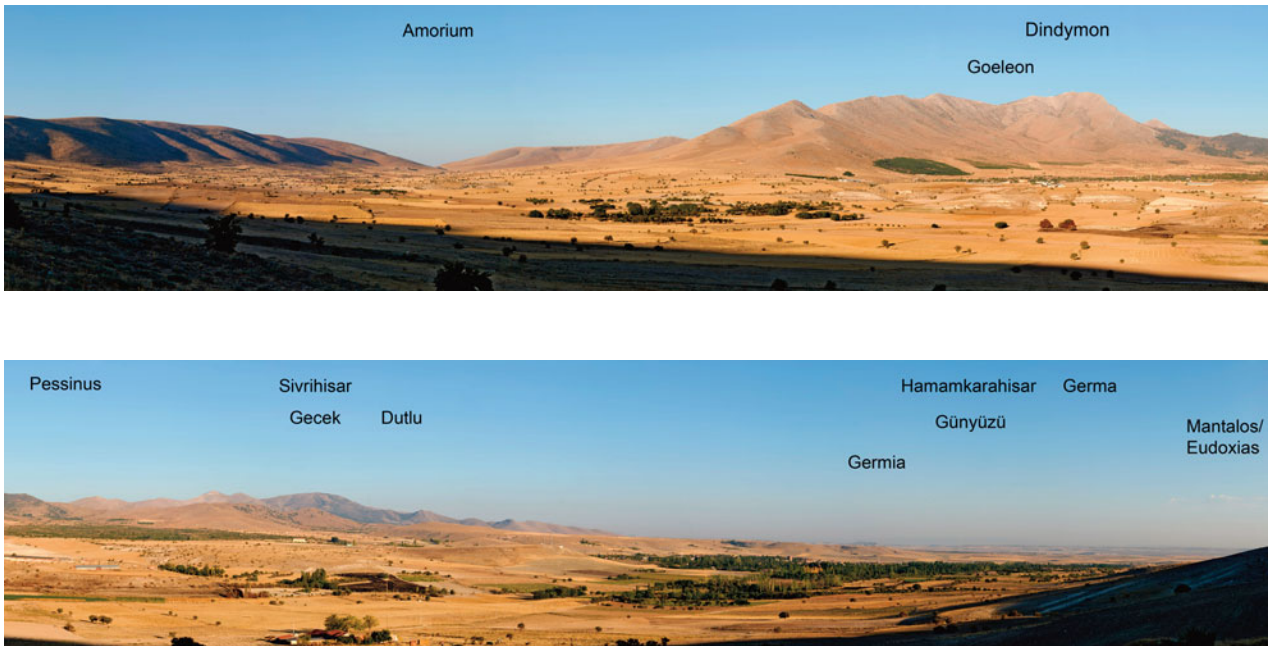 Amorium
Dindymon
Goeleon
Pessinus
Sivrihisar
Hamamkarahisar
Germa
Gecek
Dutlu
Günyüzü
Mantalos/
Eudoxias
Germia